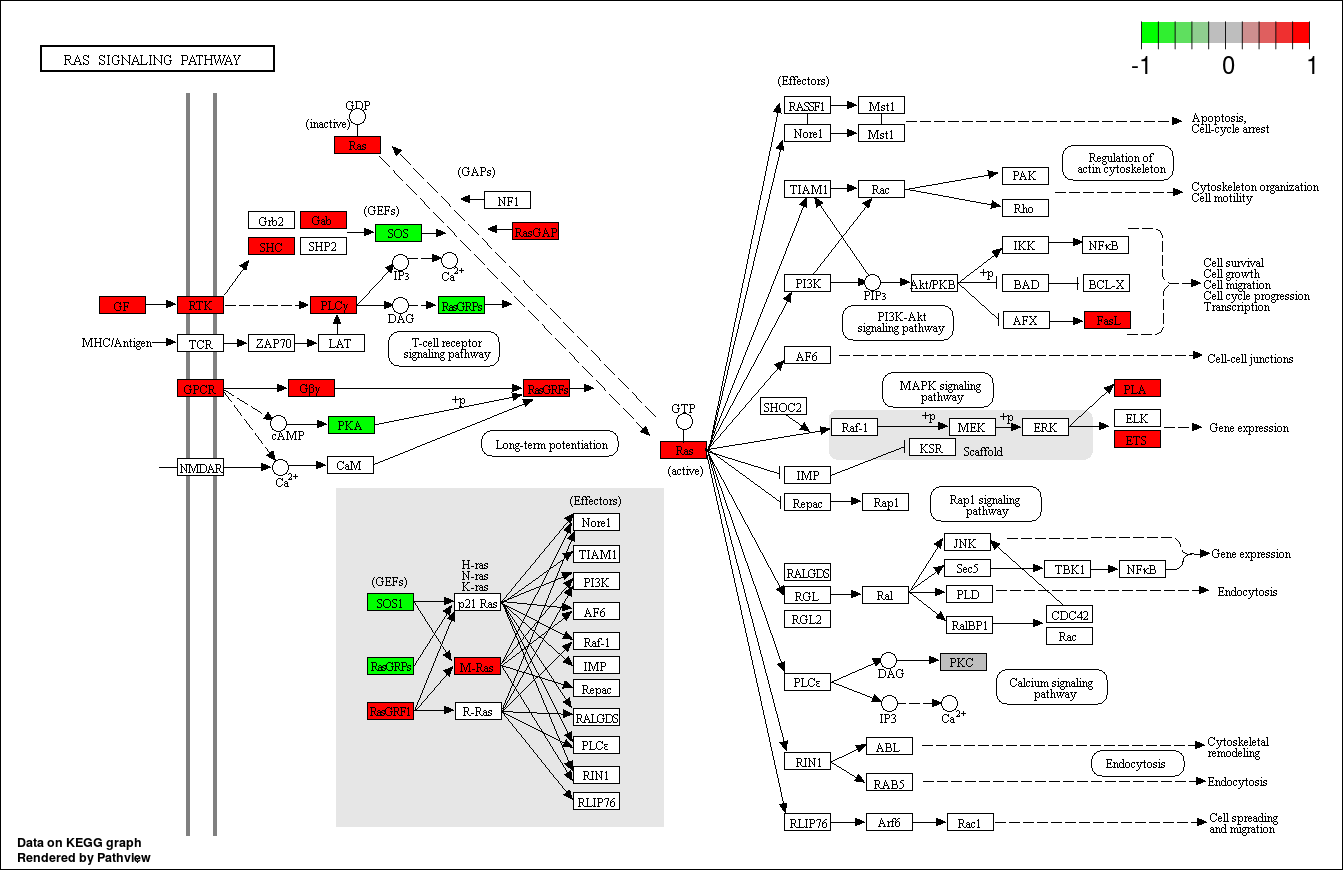 RAS SIGNALING PATHWAY
-1 0 1
GDP
(inactive)
Ras
(GAPs)
NF1
RasGAP
Grb2
Gab
(GEFs)
SOS
SHC
SHP2
IP3
Ca2+
GF
RTK
PLCγ
DAG
RasGRPs
MHC/Antigen
TCR
ZAP70
LAT
T-cell receptor
signaling pathway
GPCR
Gβγ
RasGRFs
+p
cAMP
PKA
Long-term potentiation
NMDAR
Ca2+
CaM
GTP
Ras
(active)
(Effectors)
RASSF1
Mst1
Nore1
Mst1
Apoptosis,
Cell-cycle arrest
Regulation of
actin cytoskeleton
TIAM1
Rac
PAK
Rho
Cytoskeleton organization
Cell motility
PI3K
PIP3
Akt/PKB
+p
IKK
NFκB
BAD
BCL-X
AFX
FasL
Cell survival
Cell growth
Cell migration
Cell cycle progression
Transcription
PI3K-Akt
signaling pathway
AF6
Cell-cell junctions
MAPK signaling
pathway
SHOC2
Raf-1
+p
MEK
+p
ERK
KSR
Scaffold
PLA
ELK
ETS
Gene expression
IMP
Repac
Rap1
Rap1 signaling
pathway
RALGDS
RGL
RGL2
Ral
JNK
Sec5
TBK1
NFκB
Gene expression
PLD
Endocytosis
RalBP1
CDC42
Rac
PLCε
DAG
PKC
IP3
Ca2+
Calcium signaling
pathway
RIN1
ABL
Cytoskeletal
remodeling
RAB5
Endocytosis
Endocytosis
RLIP76
Arf6
Rac1
Cell spreading
and migration
(Effectors)
Nore1
TIAM1
PI3K
AF6
Raf-1
IMP
Repac
RALGDS
PLCε
RIN1
RLIP76
(GEFs)
SOS1
RasGRPs
RasGRF1
H-ras
N-ras
K-ras
p21 Ras
M-Ras
R-Ras
Data on KEGG graph
Rendered by Pathview